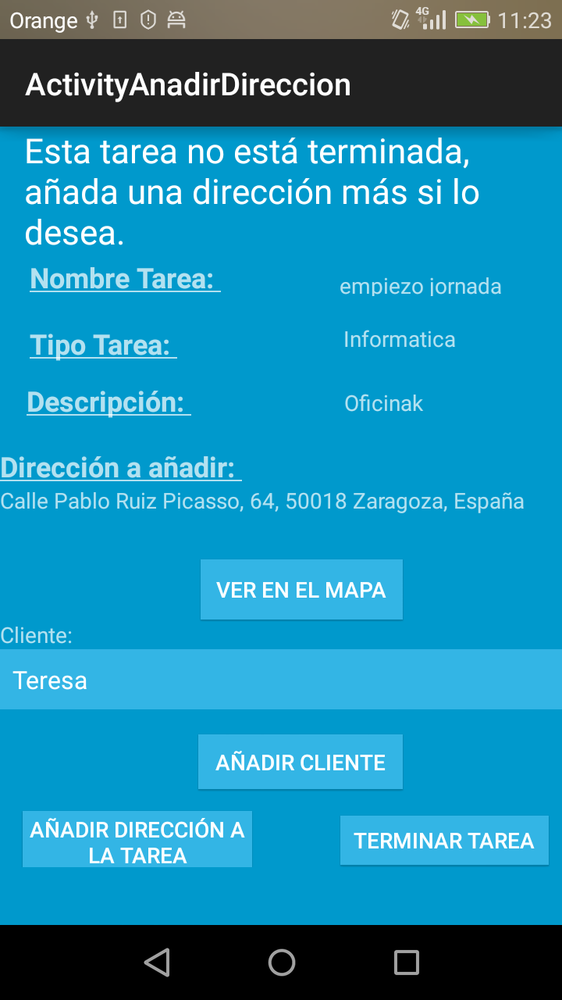 Orange 4G 11:23
ActivityAnadirDireccion
Esta tarea no está terminada,
añada una dirección más si lo
desea.
Nombre Tarea: empiezo jornada
Tipo Tarea: Informatica
Descripción: Oficinak
Dirección a añadir:
Calle Pablo Ruiz Picasso, 64, 50018 Zaragoza, España
VER EN EL MAPA
Cliente:
Teresa
AÑADIR CLIENTE
AÑADIR DIRECCIÓN A
LA TAREA
TERMINAR TAREA